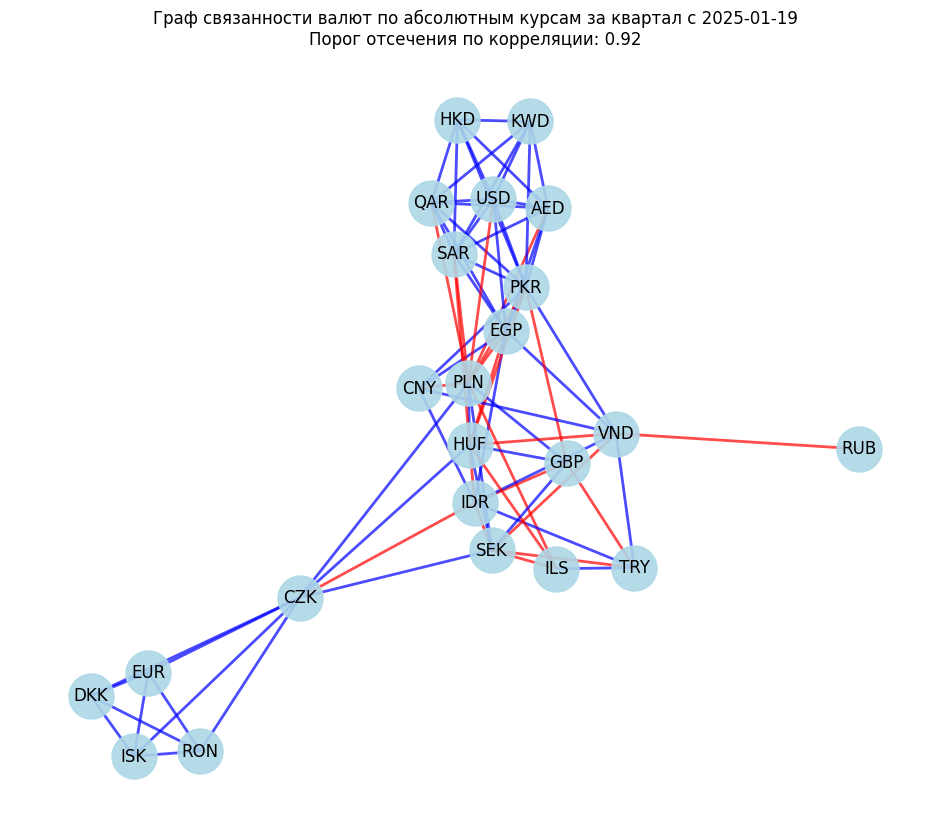 Граф связанности валют по абсолютным курсам за квартал с 2025-01-19
Порог отсечения по корреляции: 0.92
HKD
KWD
QAR
USD
AED
SAR
PKR
EGP
CNY
PLN
HUF
VND
GBP
RUB
IDR
SEK
ILS
TRY
CZK
EUR
DKK
ISK
RON